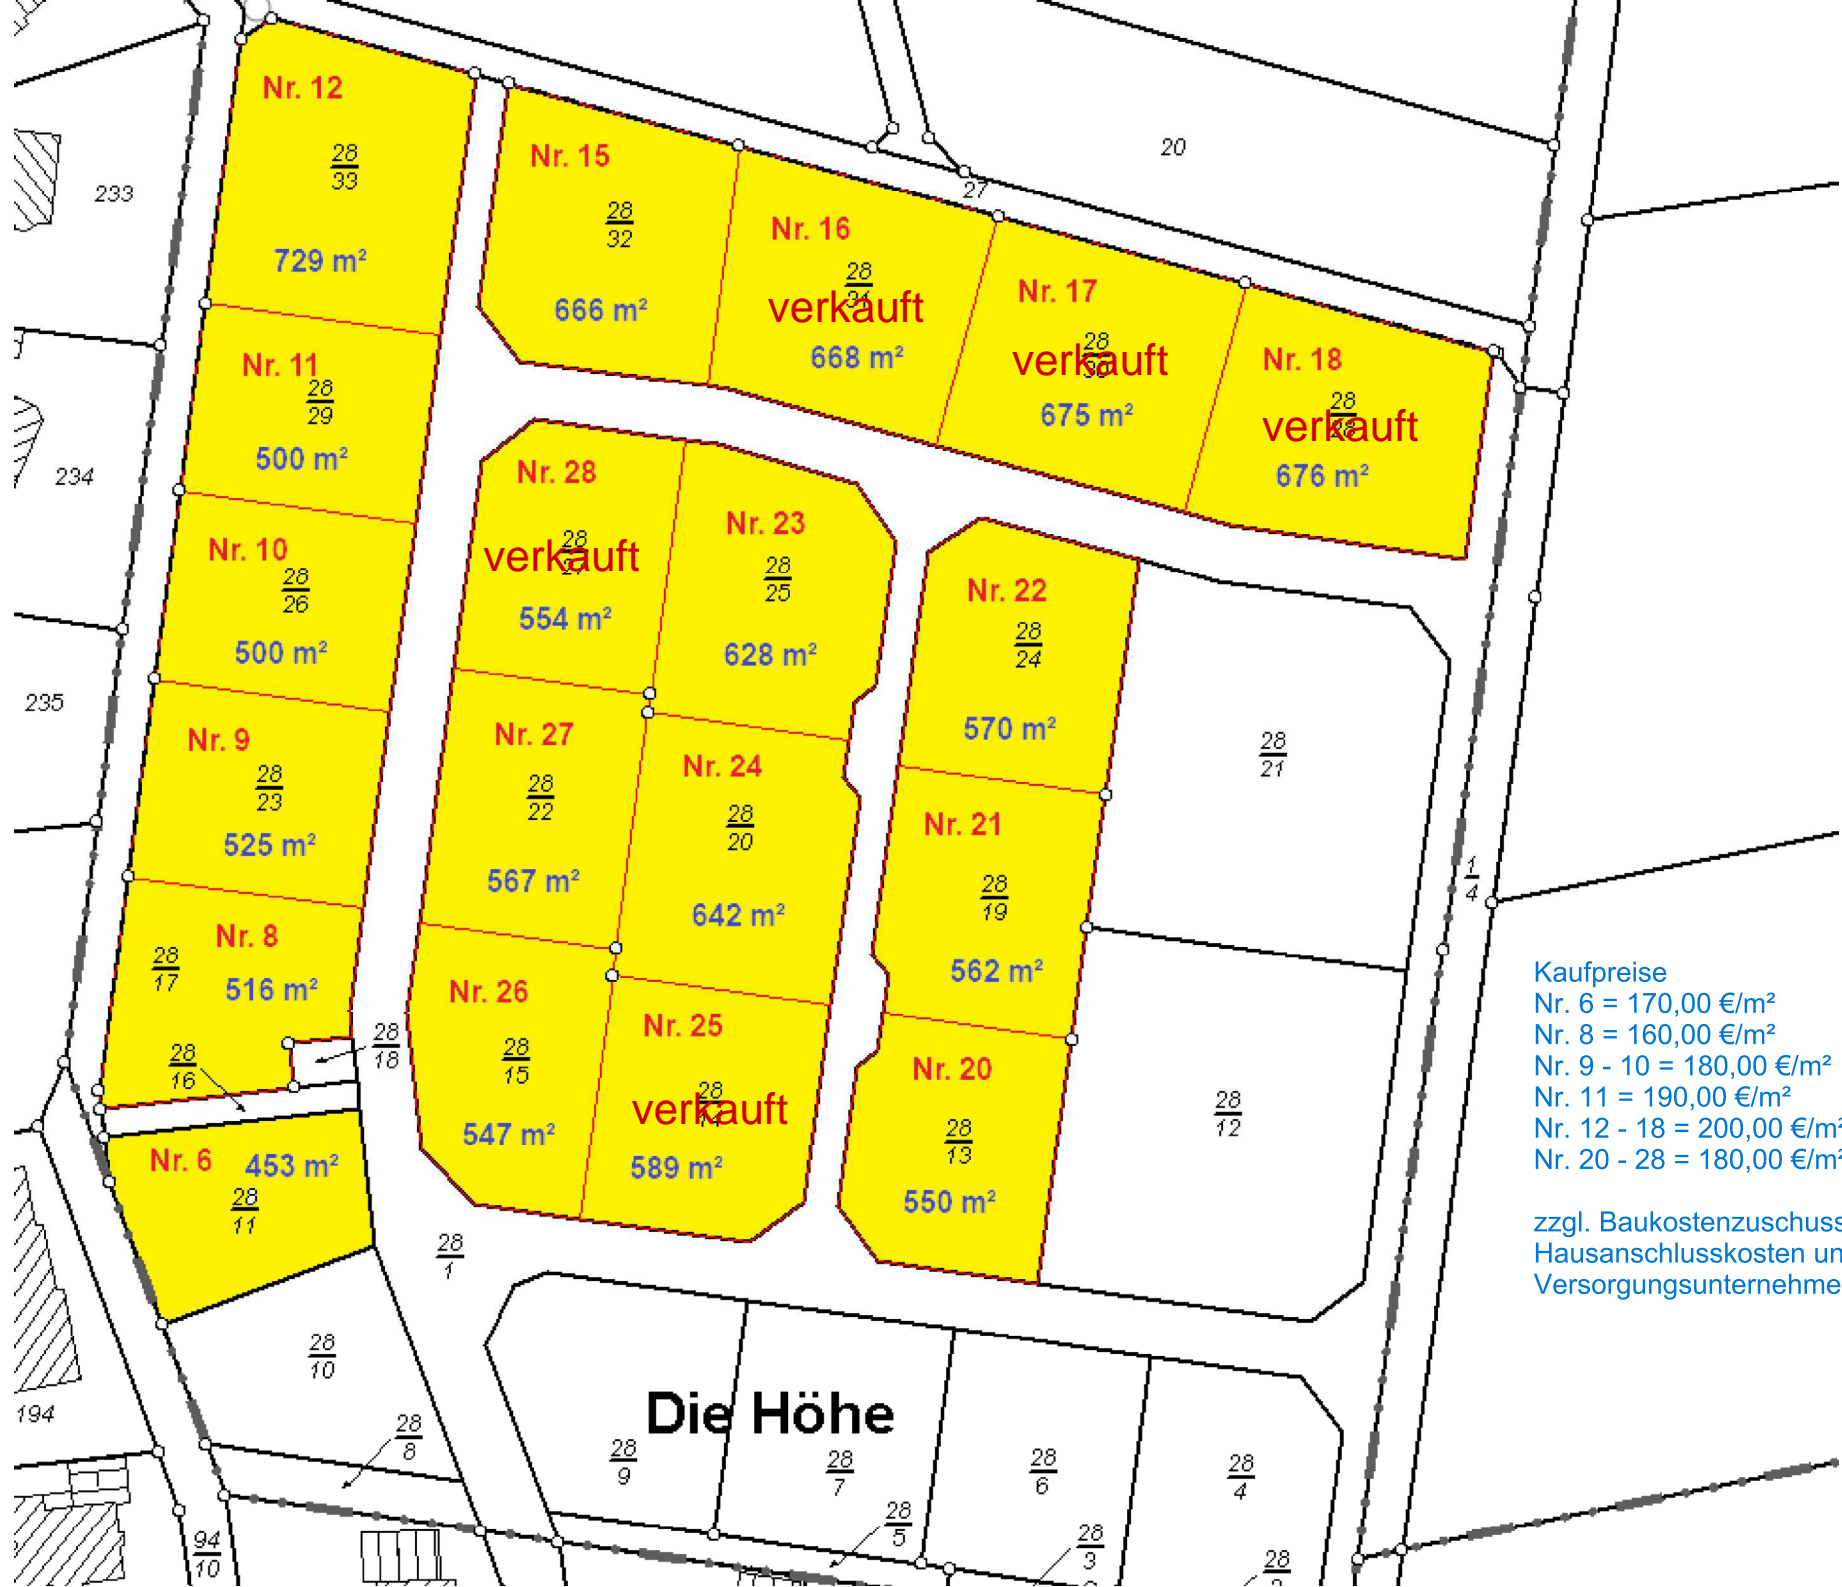 Nr. 12
28
33
729 m²
Nr. 15
28
32
666 m²
Nr. 16
28
verkauft
668 m²
Nr. 17
28
verkauft
675 m²
Nr. 18
28
verkauft
676 m²
20
27
233
234
235
Nr. 11
28
29
500 m²
Nr. 10
28
26
500 m²
Nr. 9
28
23
525 m²
Nr. 8
28
17
516 m²
28
16
28
18
Nr. 6
453 m²
28
11
Nr. 28
28
verkauft
554 m²
Nr. 23
28
25
628 m²
Nr. 27
28
22
567 m²
Nr. 24
28
20
642 m²
Nr. 26
28
15
547 m²
Nr. 25
28
verkauft
589 m²
Nr. 22
28
24
570 m²
Nr. 21
28
19
562 m²
Nr. 20
28
13
550 m²
28
21
28
12
1
4
Kaufpreise
Nr. 6 = 170,00 €/m²
Nr. 8 = 160,00 €/m²
Nr. 9 - 10 = 180,00 €/m²
Nr. 11 = 190,00 €/m²
Nr. 12 - 18 = 200,00 €/m²
Nr. 20 - 28 = 180,00 €/m²
zzgl. Baukostenzuschuss
Hausanschlusskosten
Versorgungsunternehme
28
1
28
10
28
8
194
94
10
Die Höhe
28
9
28
7
28
6
28
4
28
5
28
3
28